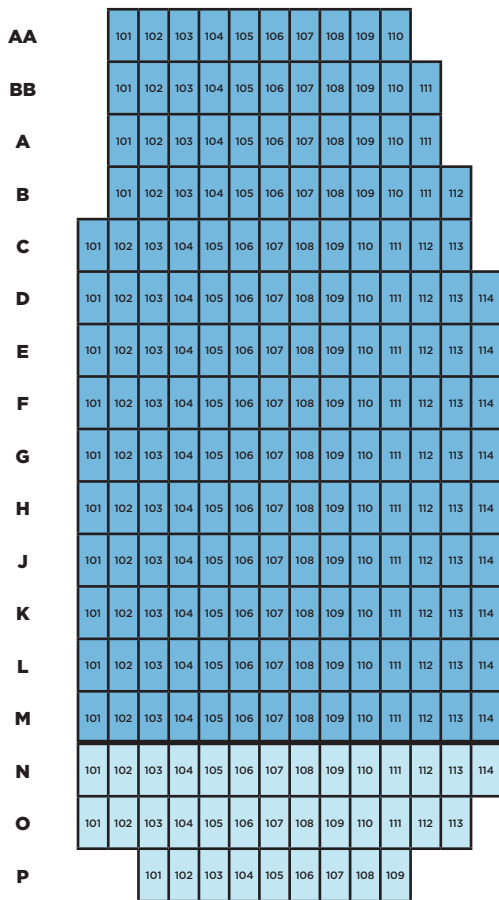 AA 101 102 103 104 105 106 107 108 109 110
BB 101 102 103 104 105 106 107 108 109 110 111
A 101 102 103 104 105 106 107 108 109 110 111
B 101 102 103 104 105 106 107 108 109 110 111 112
C 101 102 103 104 105 106 107 108 109 110 111 112 113
D 101 102 103 104 105 106 107 108 109 110 111 112 113 114
E 101 102 103 104 105 106 107 108 109 110 111 112 113 114
F 101 102 103 104 105 106 107 108 109 110 111 112 113 114
G 101 102 103 104 105 106 107 108 109 110 111 112 113 114
H 101 102 103 104 105 106 107 108 109 110 111 112 113 114
J 101 102 103 104 105 106 107 108 109 110 111 112 113 114
K 101 102 103 104 105 106 107 108 109 110 111 112 113 114
L 101 102 103 104 105 106 107 108 109 110 111 112 113 114
M 101 102 103 104 105 106 107 108 109 110 111 112 113 114
N 101 102 103 104 105 106 107 108 109 110 111 112 113 114
O 101 102 103 104 105 106 107 108 109 110 111 112 113
P 101 102 103 104 105 106 107 108 109